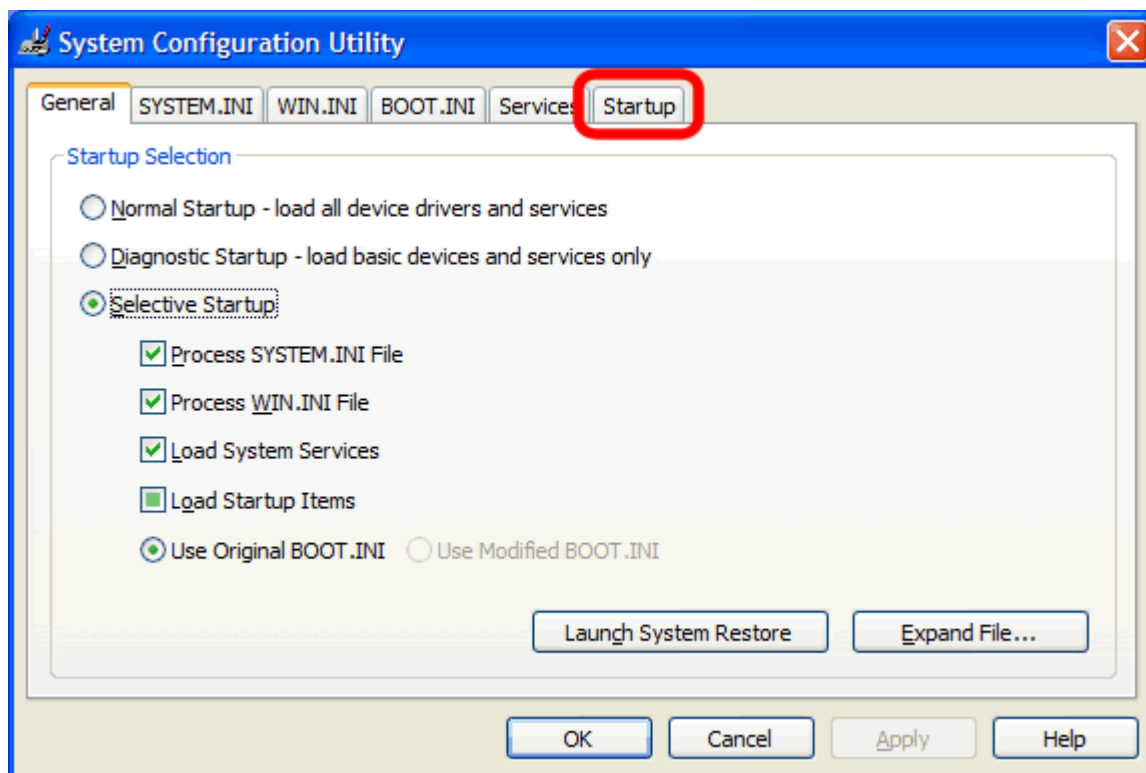 System Configuration Utility
General SYSTEM.INI WIN.INI BOOT.INI Services Startup
Startup Selection
Normal Startup - load all device drivers and services
Diagnostic Startup - load basic devices and services only
Selective Startup
Process SYSTEM.INI File
Process WIN.INI File
Load System Services
Load Startup Items
Use Original BOOT.INI Use Modified BOOT.INI
Launch System Restore Expand File...
OK Cancel Apply Help